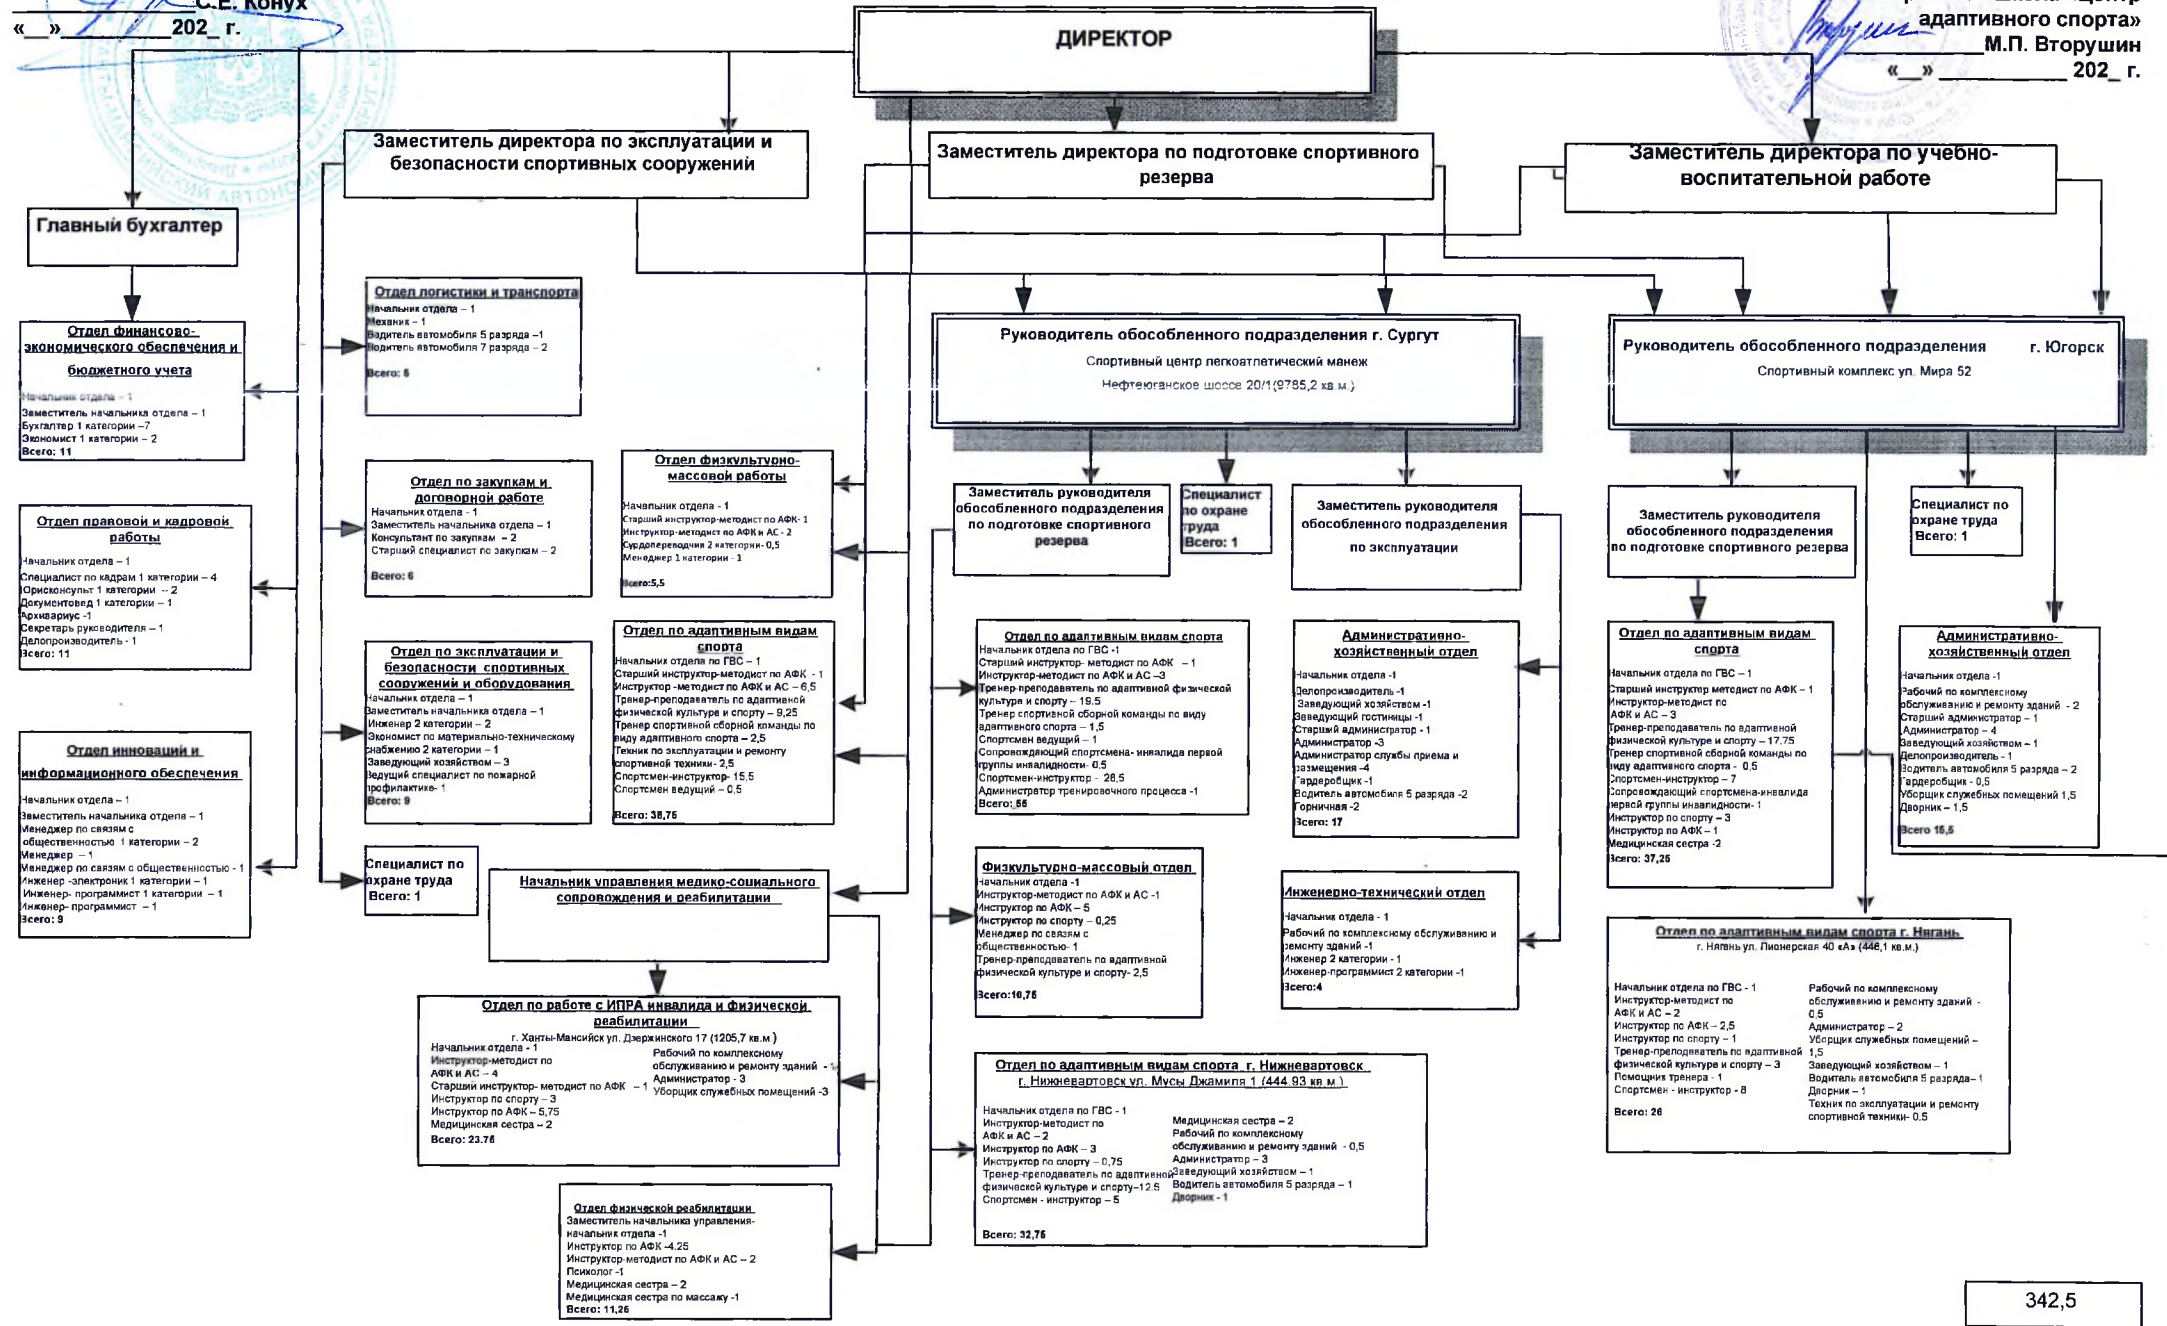 С.Е. Конух
«__»__________202_ г.
адаптивного спорта»
М.П. Вторушин
«__» __________ 202_ г.
ДИРЕКТОР
Заместитель директора по эксплуатации и
безопасности спортивных сооружений
Заместитель директора по подготовке спортивного
резерва
Заместитель директора по учебно-
воспитательной работе
Главный бухгалтер
Отдел финансово-
экономического обеспечения и
бюджетного учета
Начальник отдела – 1
Заместитель начальника отдела – 1
Бухгалтер 1 категории –7
Экономист 1 категории – 2
Всего: 11
Отдел правовой и кадровой
работы
Начальник отдела – 1
Специалист по кадрам 1 категории – 4
Юрисконсульт 1 категории – 2
Документовед 1 категории – 1
Архивариус -1
Секретарь руководителя – 1
Делопроизводитель - 1
Всего: 11
Отдел инноваций и
информационного обеспечения
Начальник отдела – 1
Заместитель начальника отдела – 1
Менеджер по связям с
общественностью 1 категории – 2
Менеджер – 1
Менеджер по связям с общественностью - 1
Инженер -электроник 1 категории – 1
Инженер- программист 1 категории – 1
Инженер- программист – 1
Всего: 9
Отдел логистики и транспорта
Начальник отдела – 1
Механик – 1
Водитель автомобиля 5 разряда –1
Водитель автомобиля 7 разряда – 2
Всего: 5
Отдел по закупкам и
договорной работе
Начальник отдела - 1
Заместитель начальника отдела – 1
Консультант по закупкам – 2
Старший специалист по закупкам – 2
Всего: 6
Отдел по эксплуатации и
безопасности спортивных
сооружений и оборудования
Начальник отдела – 1
Заместитель начальника отдела – 1
Инженер 2 категории – 2
Экономист по материально-техническому
снабжению 2 категории – 1
Заведующий хозяйством – 3
Ведущий специалист по пожарной
профилактике- 1
Всего: 9
Специалист по
охране труда
Всего: 1
Отдел физкультурно-
массовой работы
Начальник отдела - 1
Старший инструктор-методист по АФК- 1
Инструктор-методист по АФК и АС - 2
Сурдопереводчик 2 категории- 0,5
Менеджер 1 категории - 1
Всего:5,5
Отдел по адаптивным видам
спорта
Начальник отдела по ГВС – 1
Старший инструктор-методист по АФК - 1
Инструктор -методист по АФК и АС – 6,5
Тренер-преподаватель по адаптивной
физической культуре и спорту – 9,25
Тренер спортивной сборной команды по
виду адаптивного спорта – 2,5
Техник по эксплуатации и ремонту
спортивной техники- 2,5
Спортсмен-инструктор- 15,5
Спортсмен ведущий – 0,5
Всего: 38,75
Начальник управления медико-социального
сопровождения и реабилитации
Отдел по работе с ИПРА инвалида и физической
реабилитации
г. Ханты-Мансийск ул. Дзержинского 17 (1205,7 кв.м )
Начальник отдела - 1
Инструктор-методист по
АФК и АС – 4
Старший инструктор- методист по АФК – 1
Инструктор по спорту – 3
Инструктор по АФК – 5,75
Медицинская сестра – 2
Всего: 23.75
Рабочий по комплексному
обслуживанию и ремонту зданий -
Администратор - 3
Уборщик служебных помещений -3
Отдел физической реабилитации
Заместитель начальника управления-
начальник отдела -1
Инструктор по АФК -4.25
Инструктор-методист по АФК и АС – 2
Психолог -1
Медицинская сестра – 2
Медицинская сестра по массажу -1
Всего: 11,25
Руководитель обособленного подразделения г. Сургут
Спортивный центр легкоатлетический манеж
Нефтеюганское шоссе 20/1(9785,2 кв.м.)
Заместитель руководителя
обособленного подразделения
по подготовке спортивного
резерва
Специалист
по охране
труда
Всего: 1
Заместитель руководителя
обособленного подразделения
по эксплуатации
Отдел по адаптивным видам спорта
Начальник отдела по ГВС -1
Старший инструктор- методист по АФК – 1
Инструктор-методист по АФК и АС –3
Тренер-преподаватель по адаптивной физической
культуре и спорту – 19.5
Тренер спортивной сборной команды по виду
адаптивного спорта – 1,5
Спортсмен ведущий – 1
Сопровождающий спортсмена- инвалида первой
группы инвалидности- 0,5
Спортсмен-инструктор - 26,5
Администратор тренировочного процесса -1
Всего: 55
Физкультурно-массовый отдел
Начальник отдела -1
Инструктор-методист по АФК и АС -1
Инструктор по АФК – 5
Инструктор по спорту – 0,25
Менеджер по связям с
общественностью- 1
Тренер-преподаватель по адаптивной
физической культуре и спорту- 2,5
Всего:10,75
Отдел по адаптивным видам спорта г. Нижневартовск
г. Нижневартовск ул. Мусы Джамиля 1 (444.93 кв м )
Начальник отдела по ГВС - 1
Инструктор-методист по
АФК и АС – 2
Инструктор по АФК – 3
Инструктор по спорту – 0,75
Тренер-преподаватель по адаптивной
физической культуре и спорту–12.5
Спортсмен - инструктор – 5
Всего: 32,75
Медицинская сестра – 2
Рабочий по комплексному
обслуживанию и ремонту зданий - 0,5
Администратор – 3
Заведующий хозяйством – 1
Водитель автомобиля 5 разряда – 1
Дворник - 1
Административно-
хозяйственный отдел
Начальник отдела -1
Делопроизводитель -1
Заведующий хозяйством -1
Заведующий гостиницы -1
Старший администратор - 1
Администратор -3
Администратор службы приема и
размещения -4
Гардеробщик -1
Водитель автомобиля 5 разряда -2
Горничная -2
Всего: 17
Инженерно-технический отдел
Начальник отдела - 1
Рабочий по комплексному обслуживанию и
ремонту зданий -1
Инженер 2 категории - 1
Инженер-программист 2 категории -1
Всего:4
Руководитель обособленного подразделения г. Югорск
Спортивный комплекс ул. Мира 52
Заместитель руководителя
обособленного подразделения
по подготовке спортивного резерва
Специалист по
охране труда
Всего: 1
Отдел по адаптивным видам
спорта
Начальник отдела по ГВС – 1
Старший инструктор методист по АФК – 1
Инструктор-методист по
АФК и АС – 3
Тренер-преподаватель по адаптивной
физической культуре и спорту – 17,75
Тренер спортивной сборной команды по
виду адаптивного спорта - 0,5
Спортсмен-инструктор – 7
Сопровождающий спортсмена-инвалида
первой группы инвалидности- 1
Инструктор по спорту – 3
Инструктор по АФК – 1
Медицинская сестра -2
Всего: 37,25
Административно-
хозяйственный отдел
Начальник отдела -1
Рабочий по комплексному
обслуживанию и ремонту зданий - 2
Старший администратор – 1
Администратор – 4
Заведующий хозяйством – 1
Делопроизводитель - 1
Водитель автомобиля 5 разряда – 2
Гардеробщик - 0,5
Уборщик служебных помещений 1,5
Дворник – 1,5
Всего 15,5
Отдел по адаптивным видам спорта г. Нягань
г. Нягань ул. Пионерская 40 «А» (446,1 кв.м.)
Начальник отдела по ГВС - 1
Инструктор-методист по
АФК и АС – 2
Инструктор по АФК – 2,5
Инструктор по спорту – 1
Тренер-преподаватель по адаптивной
физической культуре и спорту – 3
Помощник тренера - 1
Спортсмен - инструктор - 8
Всего: 26
Рабочий по комплексному
обслуживанию и ремонту зданий -
0,5
Администратор – 2
Уборщик служебных помещений –
1,5
Заведующий хозяйством – 1
Водитель автомобиля 5 разряда– 1
Дворник – 1
Техник по эксплуатации и ремонту
спортивной техники- 0.5
342,5